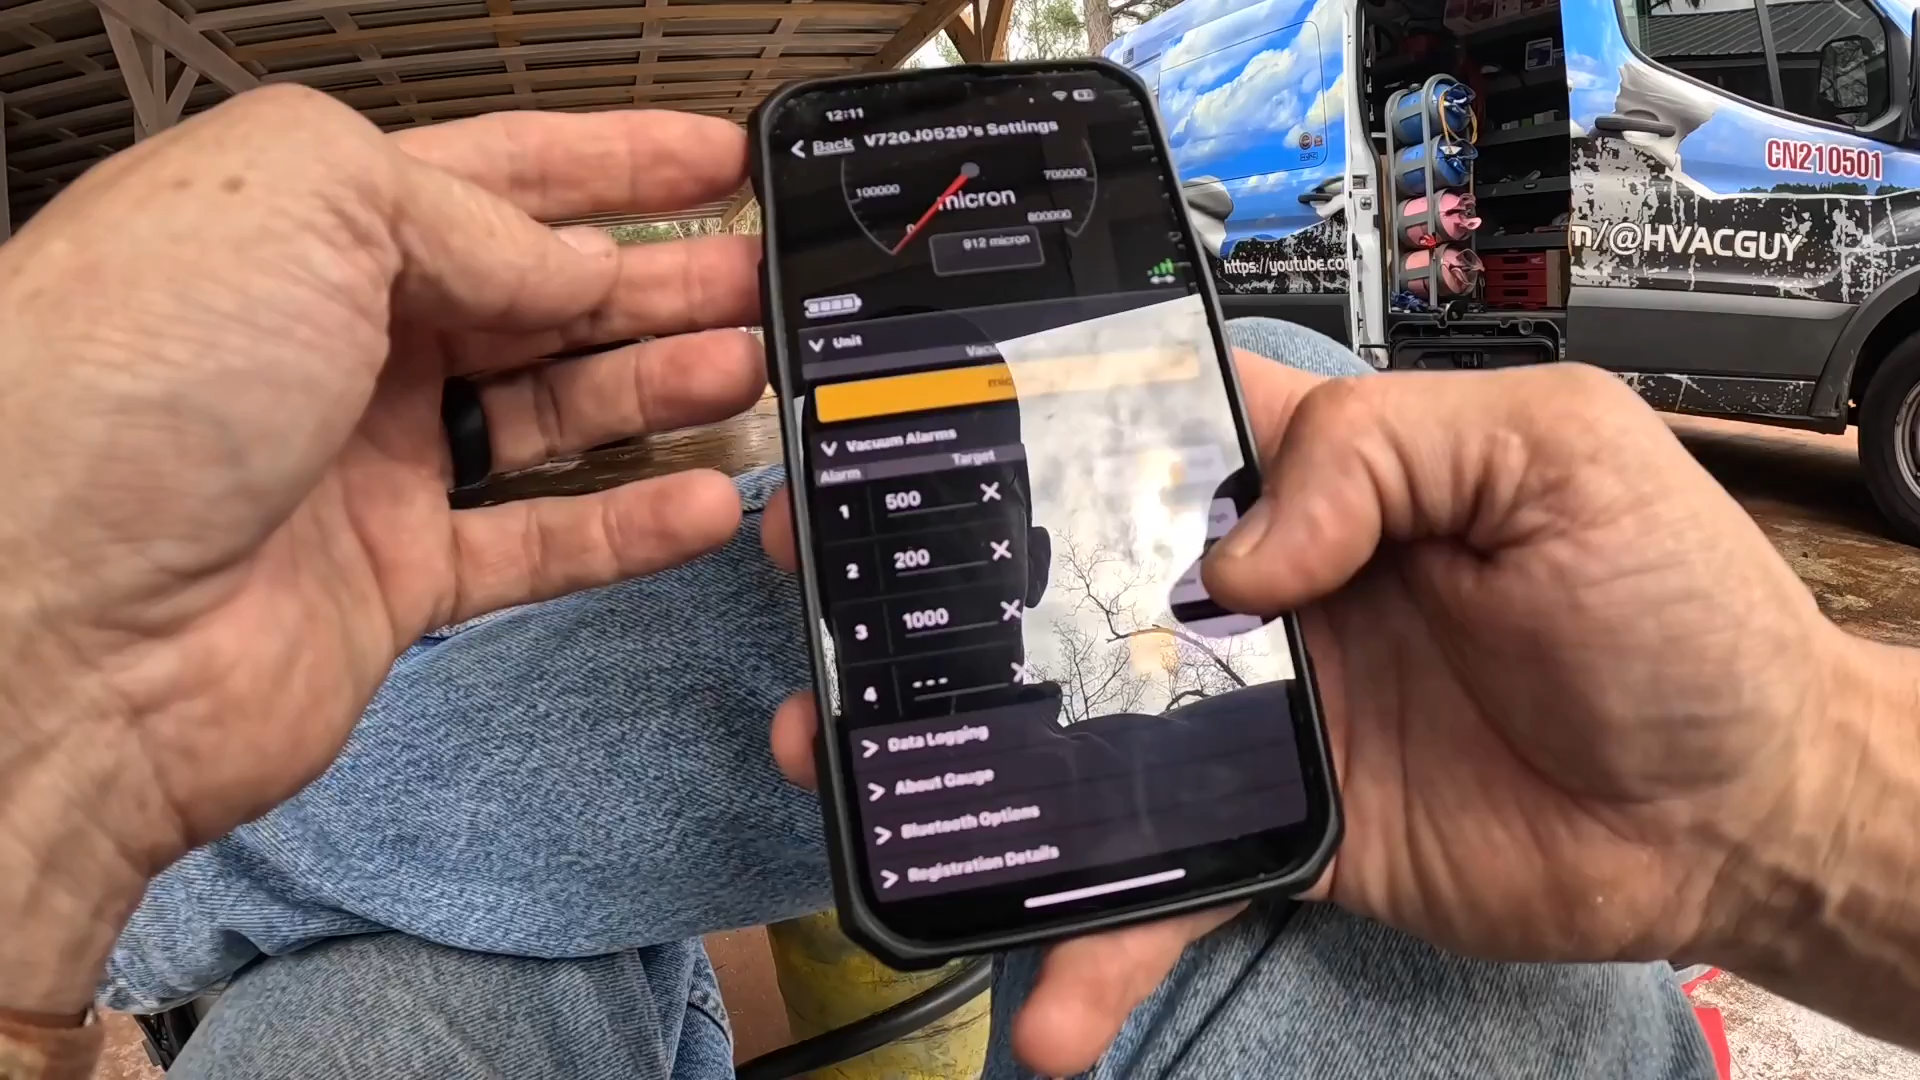 12:11
Back V720J0529's Settings
100000
700000
micron
0
800000
912 micron
Unit
Vacuum Alarms
Alarm Target
1 500
2 200
3 1000
4 ---
Data Logging
About Gauge
Bluetooth Options
Registration Details
CN210501
https://youtube.com
m/@HVACGUY